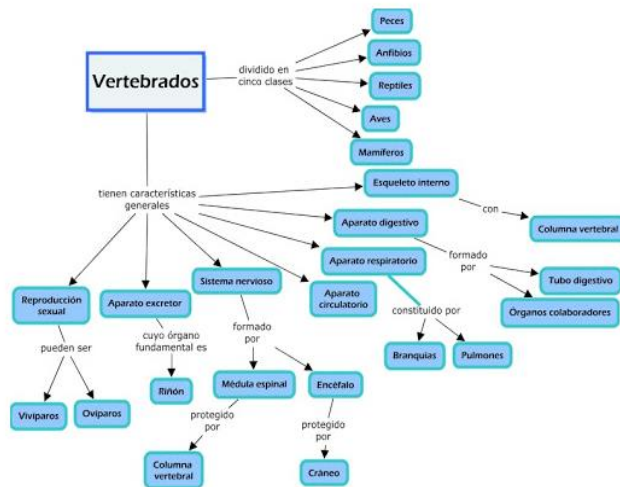 Vertebrados
dividido en
cinco clases
Peces
Anfibios
Reptiles
Aves
Mamíferos
tienen características
generales
Esqueleto interno
con
Columna vertebral
Aparato digestivo
formado
por
Tubo digestivo
Órganos colaboradores
Aparato respiratorio
constituido por
Branquias
Pulmones
Aparato
circulatorio
Sistema nervioso
formado
por
Médula espinal
Encéfalo
protegido
por
Columna
vertebral
protegido
por
Cráneo
Aparato excretor
cuyo órgano
fundamental es
Riñón
Reproducción
sexual
pueden ser
Vivíparos
Ovíparos